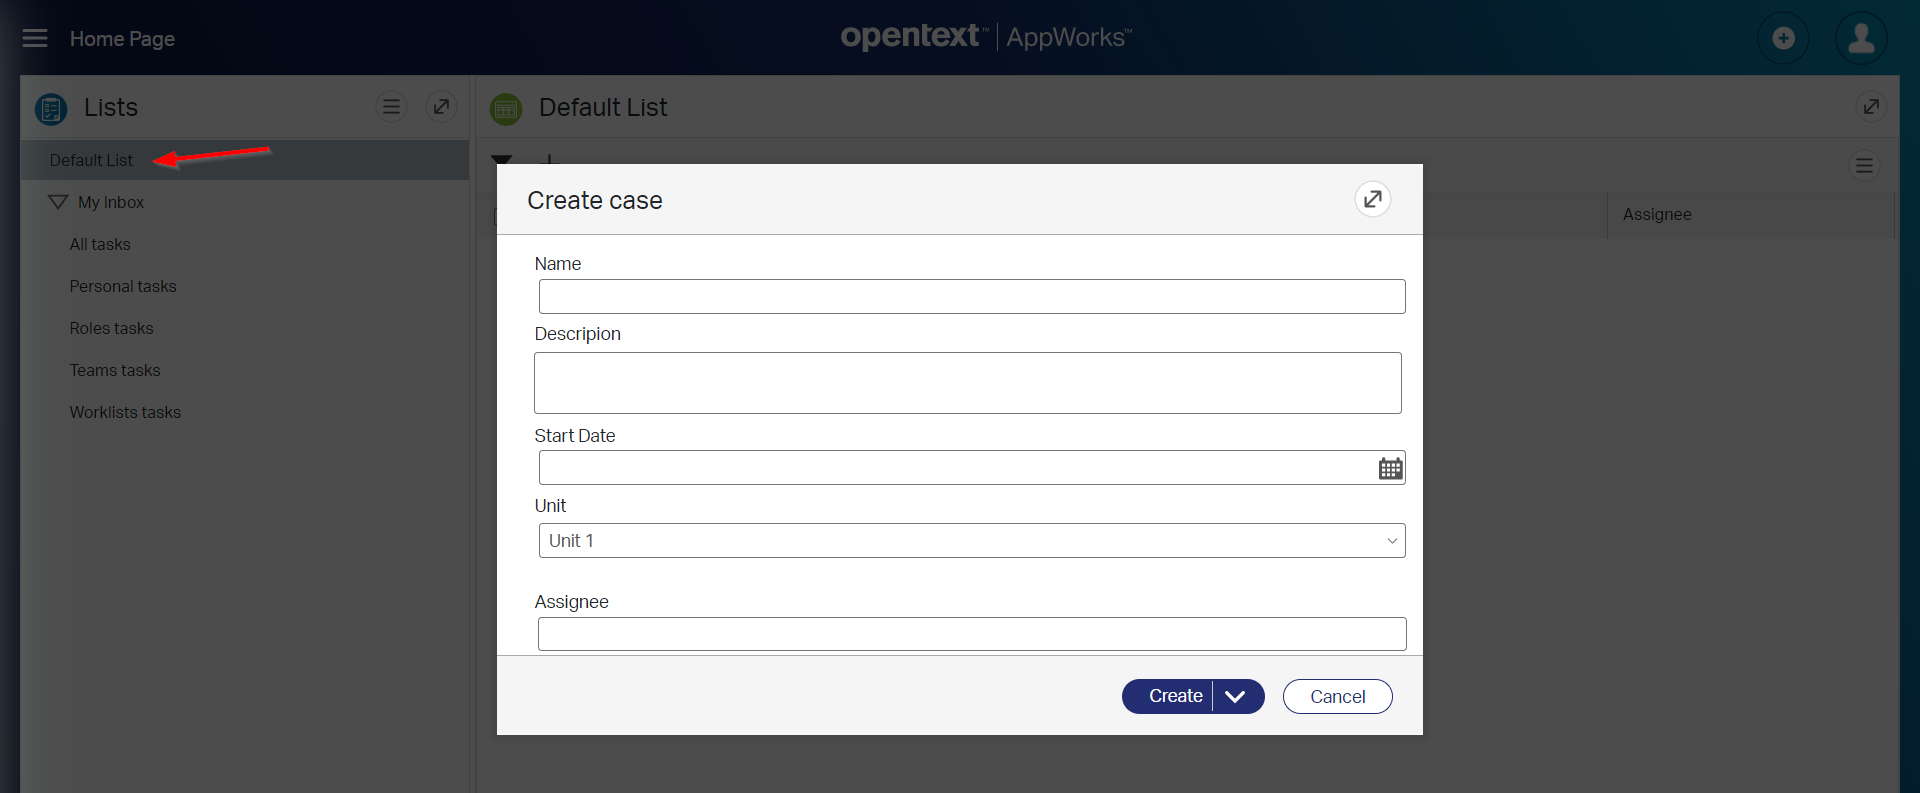 Home Page
opentext™ | AppWorks™
Lists
Default List
Default List
My Inbox
All tasks
Personal tasks
Roles tasks
Teams tasks
Worklists tasks
Assignee
Create case
Name
Descripion
Start Date
Unit
Unit 1
Assignee
Create
Cancel